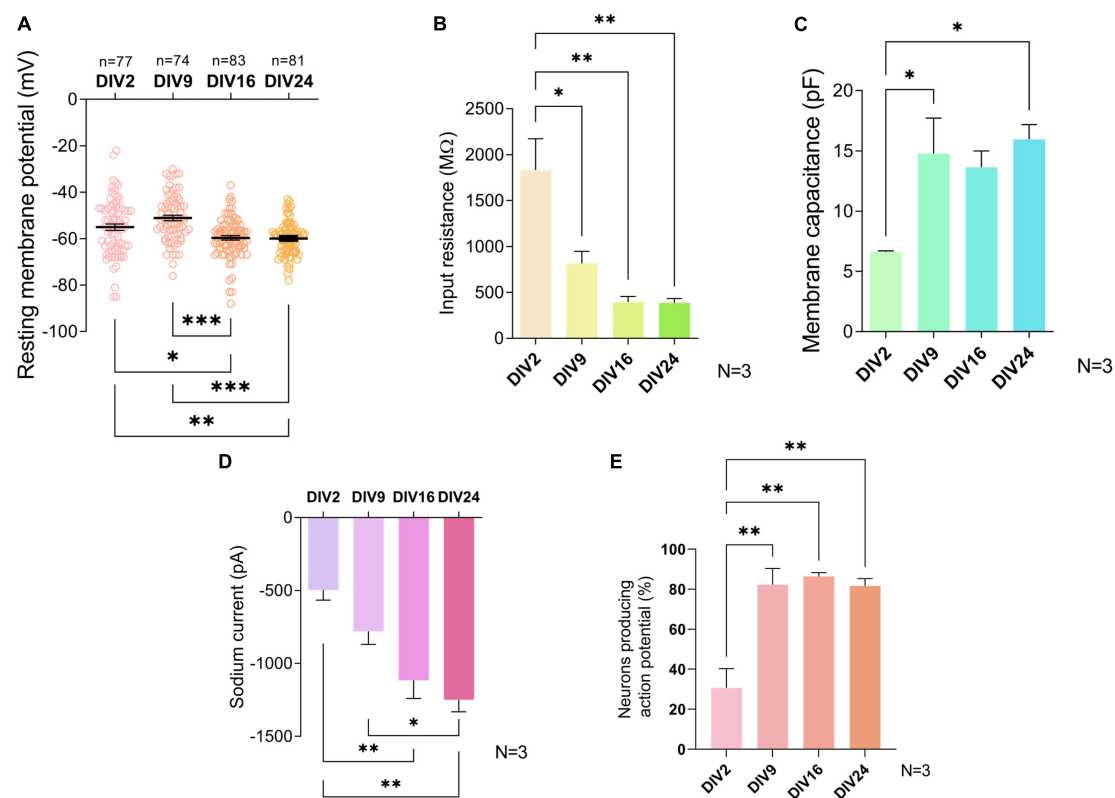 A
n=77 n=74 n=83 n=81
DIV2 DIV9 DIV16 DIV24
Resting membrane potential (mV)
0
-20
-40
-60
-80
-100
***
*
***
**
B
**
**
*
Input resistance (MΩ)
2500
2000
1500
1000
500
0
DIV2 DIV9 DIV16 DIV24
N=3
C
*
*
Membrane capacitance (pF)
20
15
10
5
0
DIV2 DIV9 DIV16 DIV24
N=3
D
DIV2 DIV9 DIV16 DIV24
Sodium current (pA)
0
-500
-1000
-1500
*
**
**
N=3
E
**
**
**
Neurons producing
action potential (%)
100
80
60
40
20
0
DIV2 DIV9 DIV16 DIV24
N=3